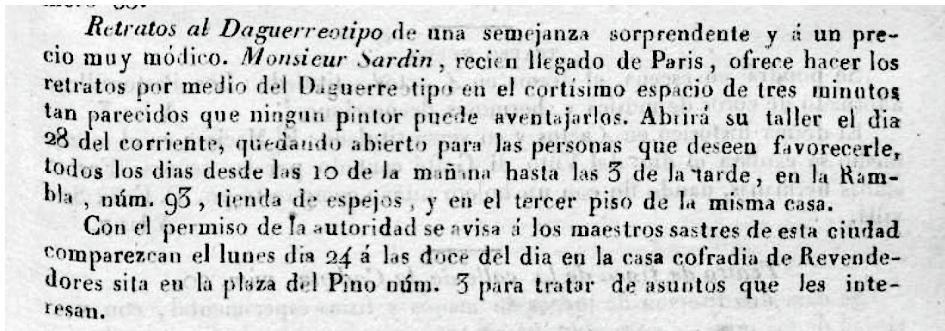 Retratos al Daguerreotipo de una semejanza sorprendente y á un pre-
cio muy módico. Monsieur Sardin, recien llegado de Paris, ofrece hacer los
retratos por medio del Daguerreotipo en el cortísimo espacio de tres minutos
tan parecidos que ningun pintor puede aventajarlos. Abrirá su taller el dia
28 del corriente, quedando abierto para las personas que deseen favorecerle,
todos los dias desde las 10 de la mañana hasta las 3 de la tarde, en la Ram-
bla, núm. 93, tienda de espejos, y en el tercer piso de la misma casa.
Con el permiso de la autoridad se avisa á los maestros sastres de esta ciudad
comparezcan el lunes dia 24 á las doce del dia en la casa cofradia de Revende-
dores sita en la plaza del Pino núm. 3 para tratar de asuntos que les inte-
resan.